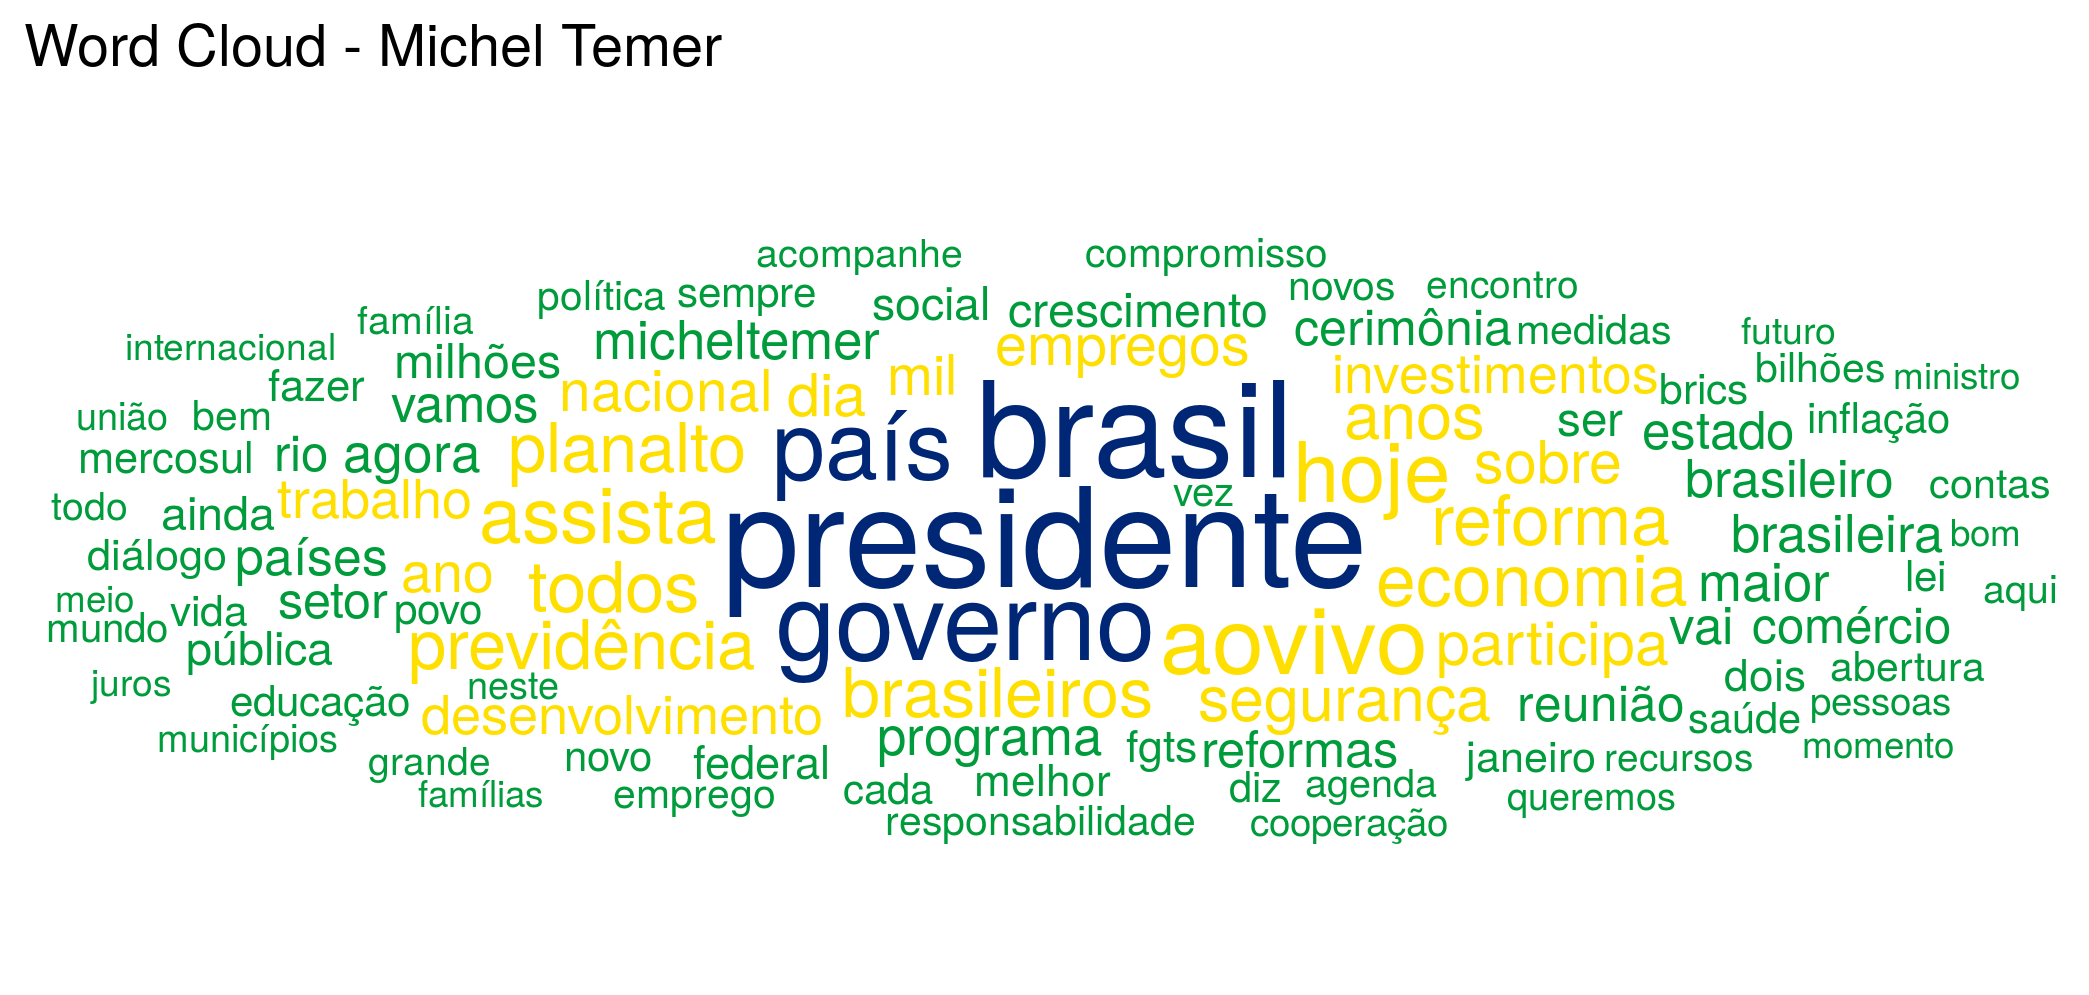 Word Cloud - Michel Temer
acompanhe compromisso
política sempre social crescimento novos encontro
família micheltemer empregos cerimônia medidas futuro
internacional milhões nacional dia mil investimentos brics bilhões ministro
fazer vamos país brasil anos ser estado inflação
união bem planalto hoje sobre
mercosul rio agora brasileiro contas
todo ainda trabalho assista presidente vez reforma brasileira bom
diálogo países ano todos economia maior lei aqui
meio vida setor povo governo
mundo pública previdência aovivo participa vai comércio
juros educação neste desenvolvimento brasileiros segurança reunião dois abertura
saúde pessoas
municípios grande novo federal programa fgts reformas janeiro recursos momento
famílias emprego cada melhor diz agenda queremos
responsabilidade cooperação